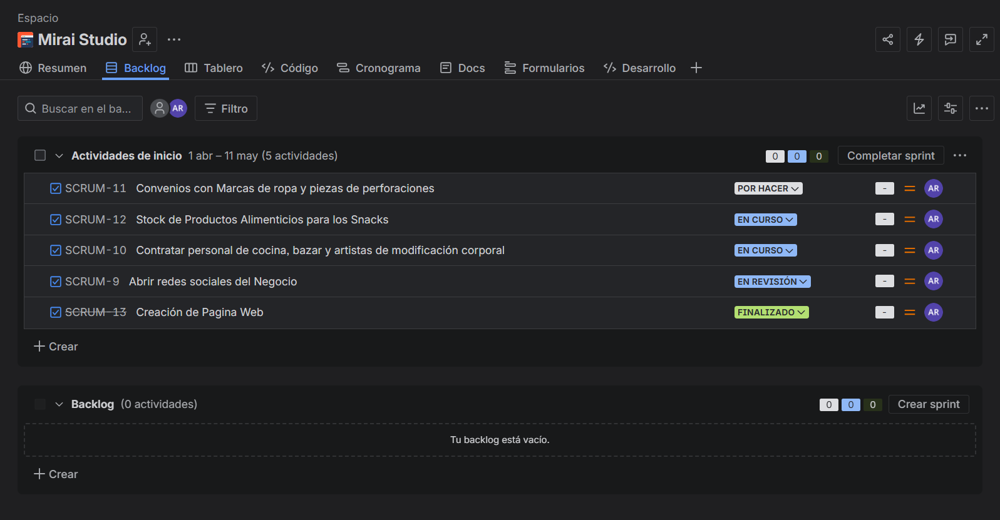 Espacio
Mirai Studio
Resumen Backlog Tablero Código Cronograma Docs Formularios Desarrollo
Buscar en el ba... AR Filtro
Actividades de inicio 1 abr – 11 may (5 actividades) 0 0 0 Completar sprint
SCRUM-11 Convenios con Marcas de ropa y piezas de perforaciones POR HACER - AR
SCRUM-12 Stock de Productos Alimenticios para los Snacks EN CURSO - AR
SCRUM-10 Contratar personal de cocina, bazar y artistas de modificación corporal EN CURSO - AR
SCRUM-9 Abrir redes sociales del Negocio EN REVISIÓN - AR
SCRUM-13 Creación de Pagina Web FINALIZADO - AR
Crear
Backlog (0 actividades) 0 0 0 Crear sprint
Tu backlog está vacío.
Crear